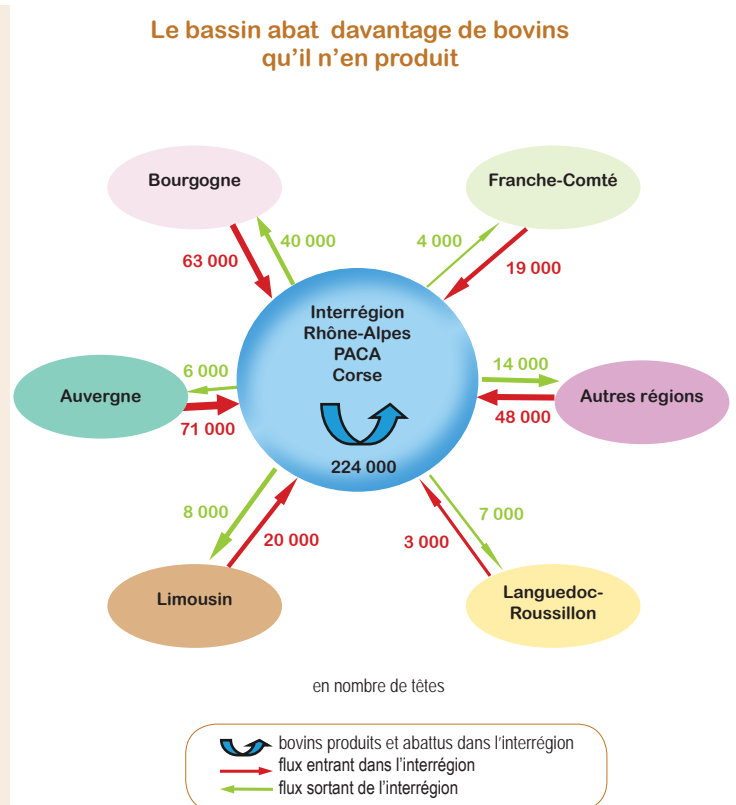 Le bassin abat davantage de bovins
qu'il n'en produit
Bourgogne
Franche-Comté
40 000
4 000
63 000
19 000
Interrégion
Rhône-Alpes
PACA
Corse
6 000
14 000
Auvergne
Autres régions
71 000
48 000
224 000
8 000
7 000
20 000
3 000
Limousin
Languedoc-
Roussillon
en nombre de têtes
bovins produits et abattus dans l'interrégion
flux entrant dans l'interrégion
flux sortant de l'interrégion